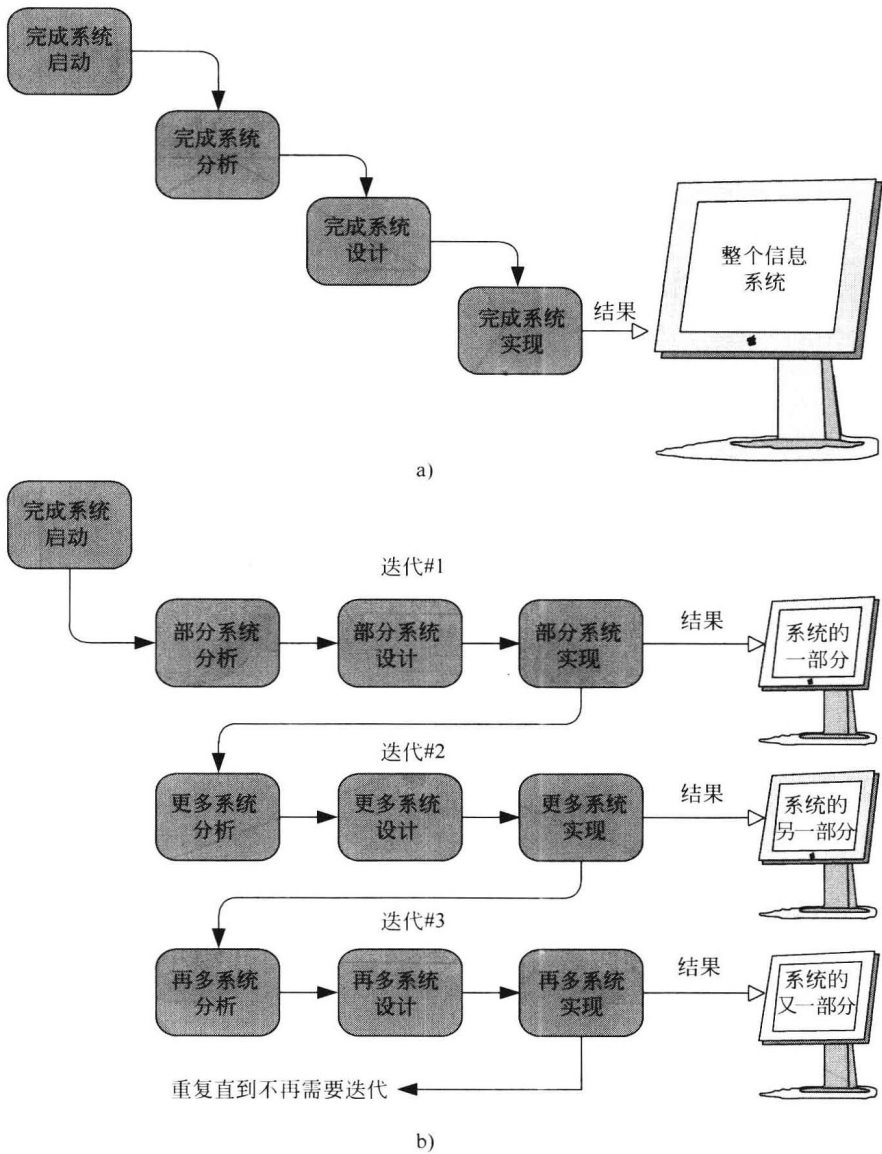 完成系统
启动
完成系统
分析
完成系统
设计
完成系统
实现
结果
整个信息
系统
a)
完成系统
启动
迭代#1
部分系统
分析
部分系统
设计
部分系统
实现
结果
系统的
一部分
迭代#2
更多系统
分析
更多系统
设计
更多系统
实现
结果
系统的
另一部分
迭代#3
再多系统
分析
再多系统
设计
再多系统
实现
结果
系统的
又一部分
重复直到不再需要迭代
b)